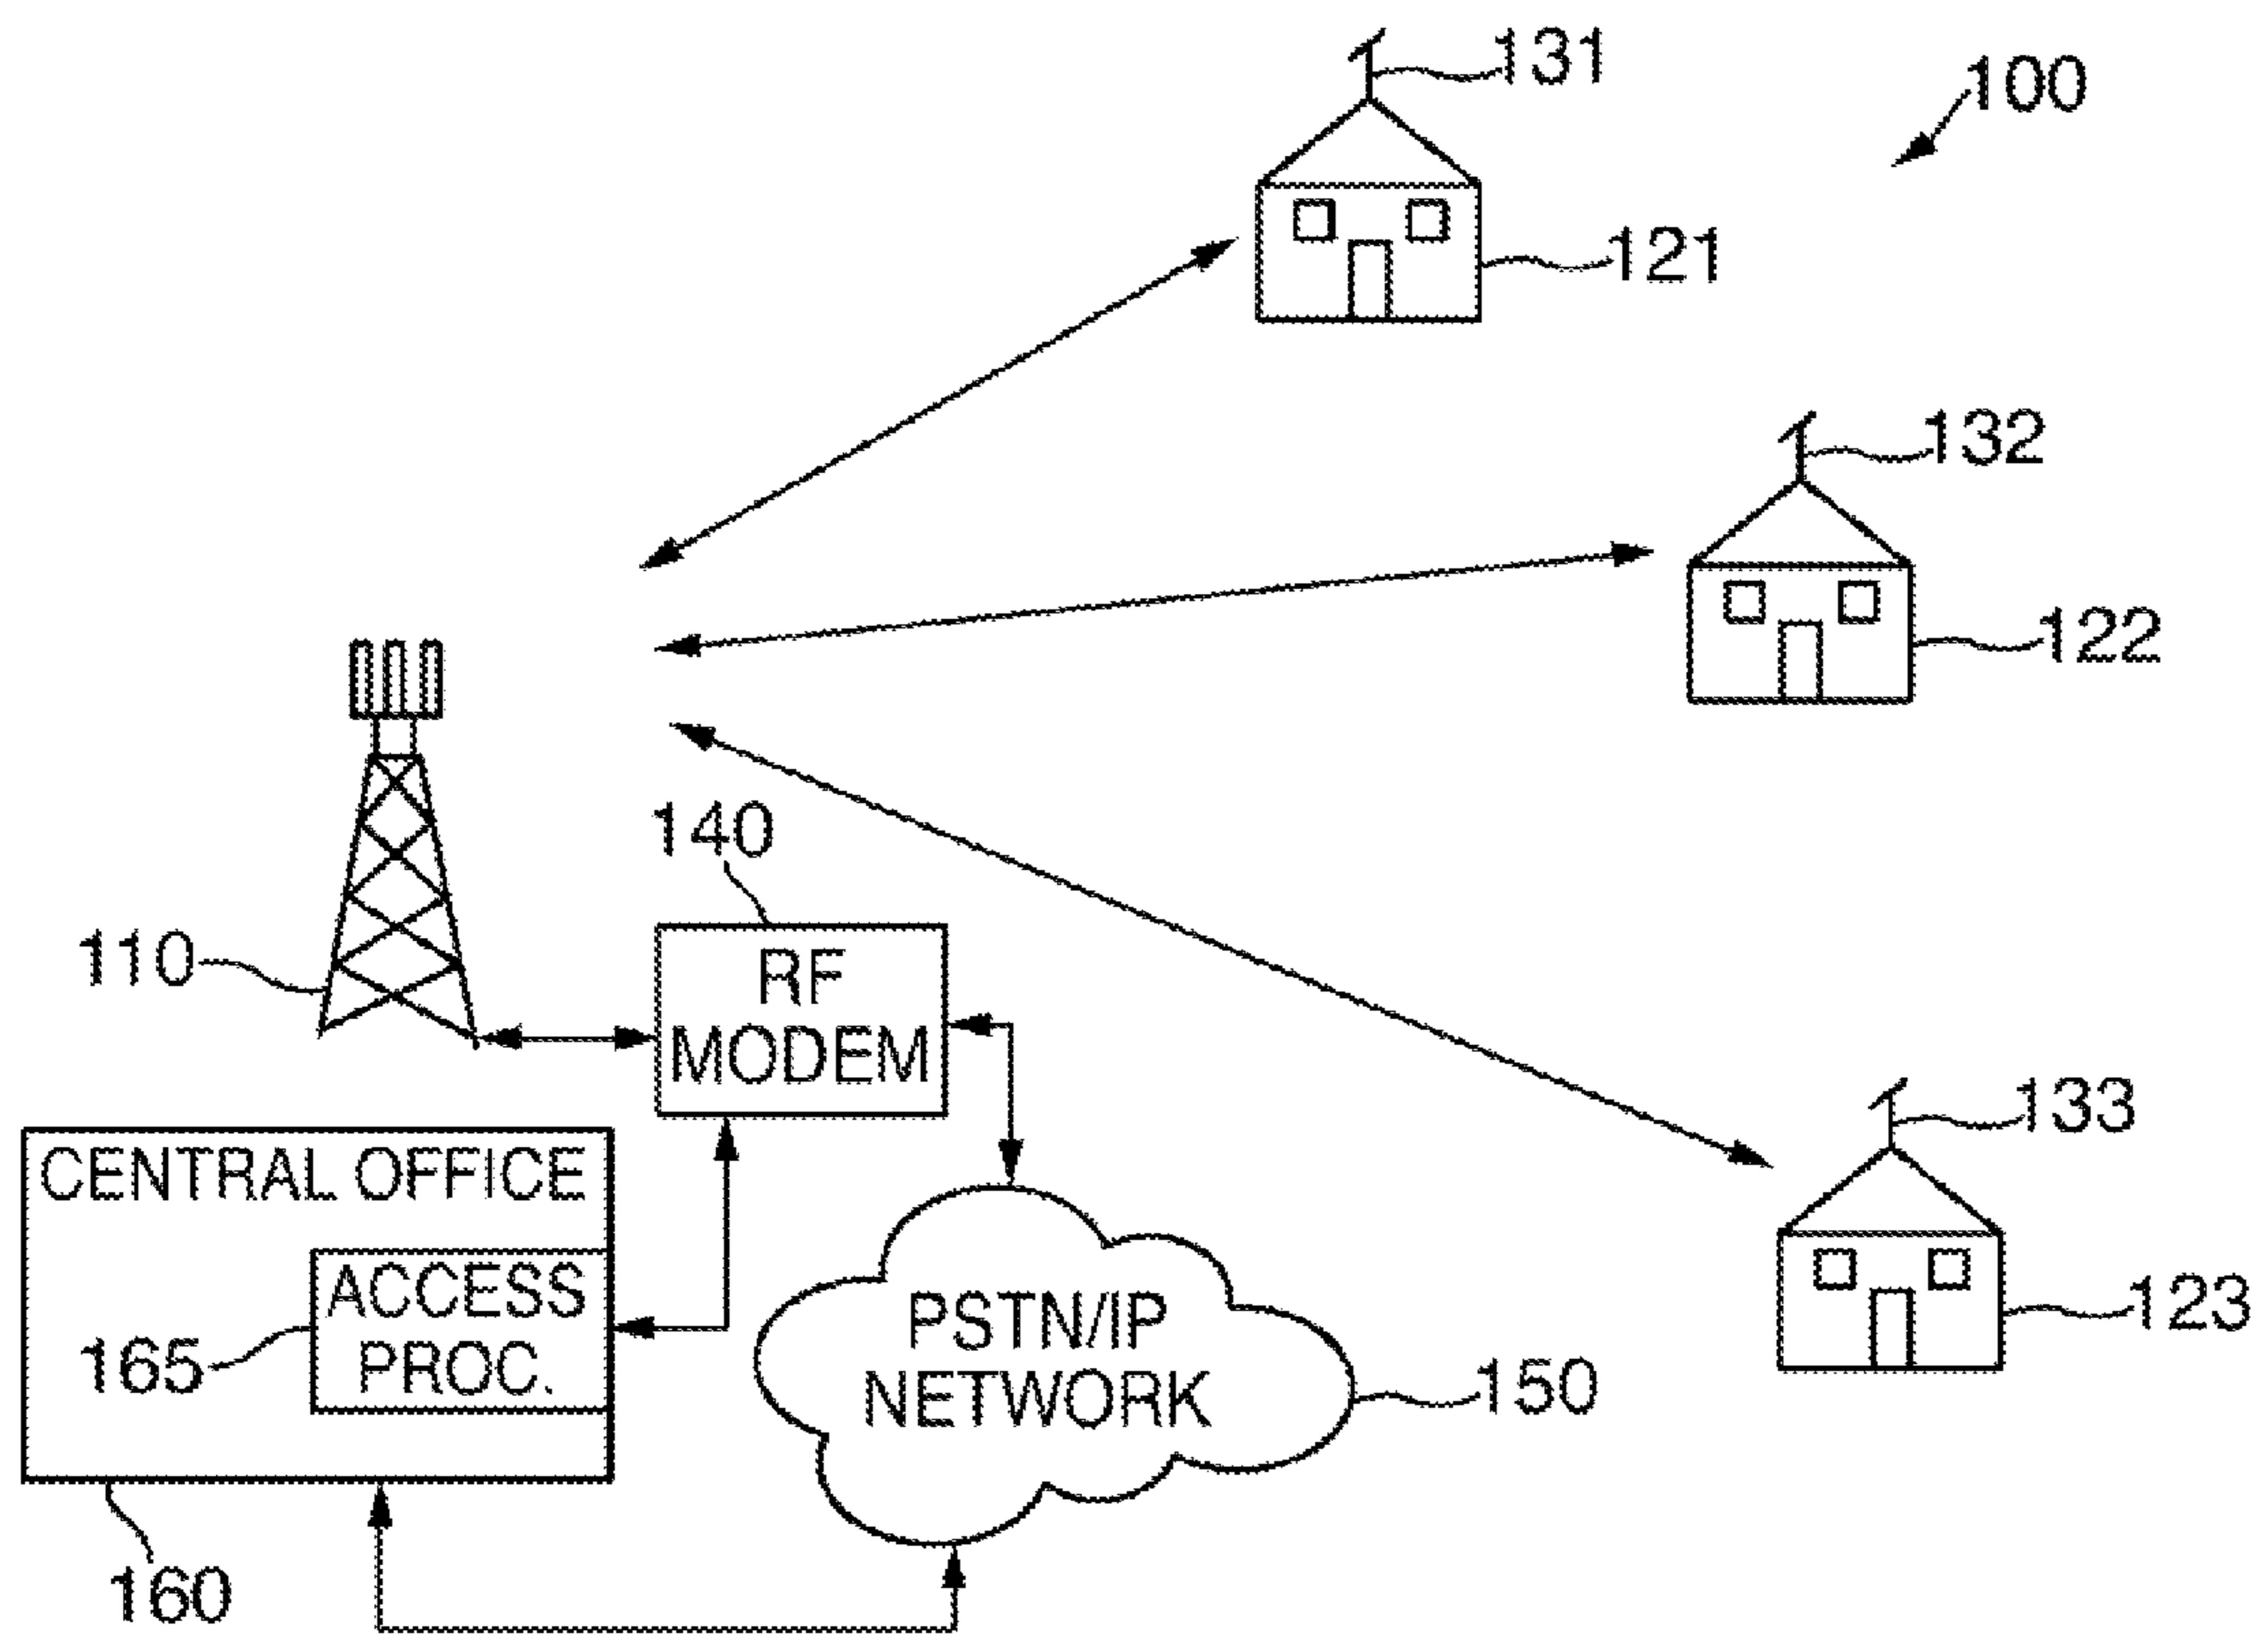 131
100
121
132
122
140
110
RF
MODEM
133
CENTRAL OFFICE
ACCESS
PROC.
165
PSTN/IP
NETWORK
123
150
160